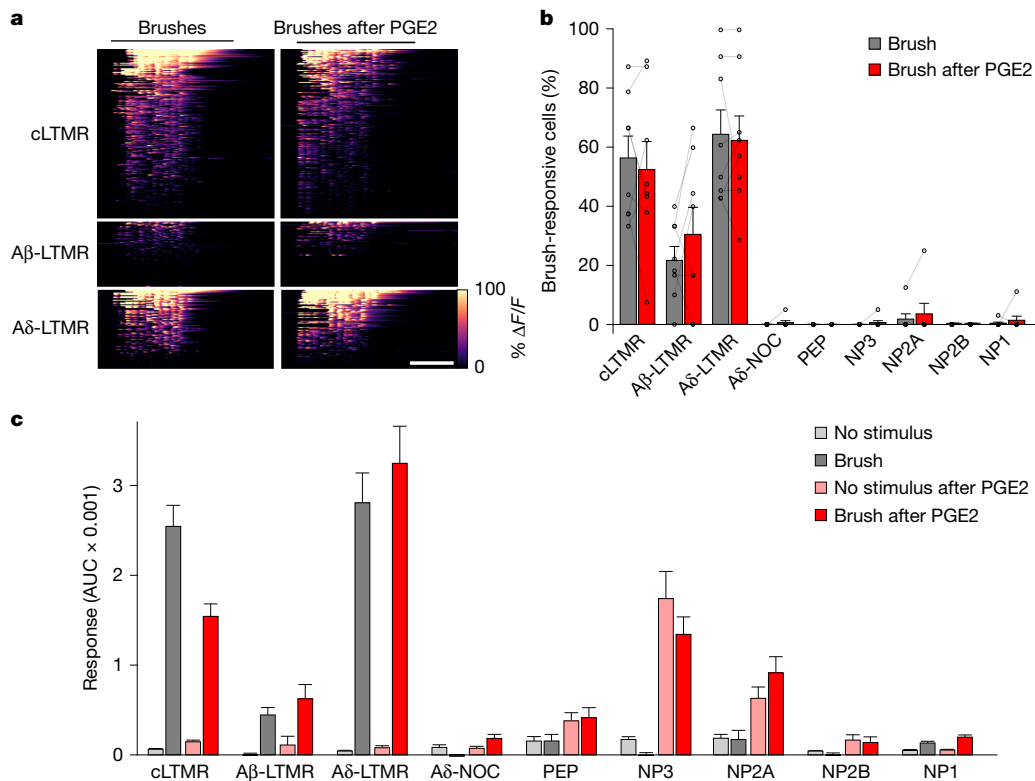 a
Brushes
Brushes after PGE2
cLTMR
Aβ-LTMR
Aδ-LTMR
100
0
% ΔF/F
b
Brush-responsive cells (%)
100
80
60
40
20
0
Brush
Brush after PGE2
cLTMR
Aβ-LTMR
Aδ-LTMR
Aδ-NOC
PEP
NP3
NP2A
NP2B
NP1
c
Response (AUC × 0.001)
3
2
1
0
No stimulus
Brush
No stimulus after PGE2
Brush after PGE2
cLTMR
Aβ-LTMR
Aδ-LTMR
Aδ-NOC
PEP
NP3
NP2A
NP2B
NP1